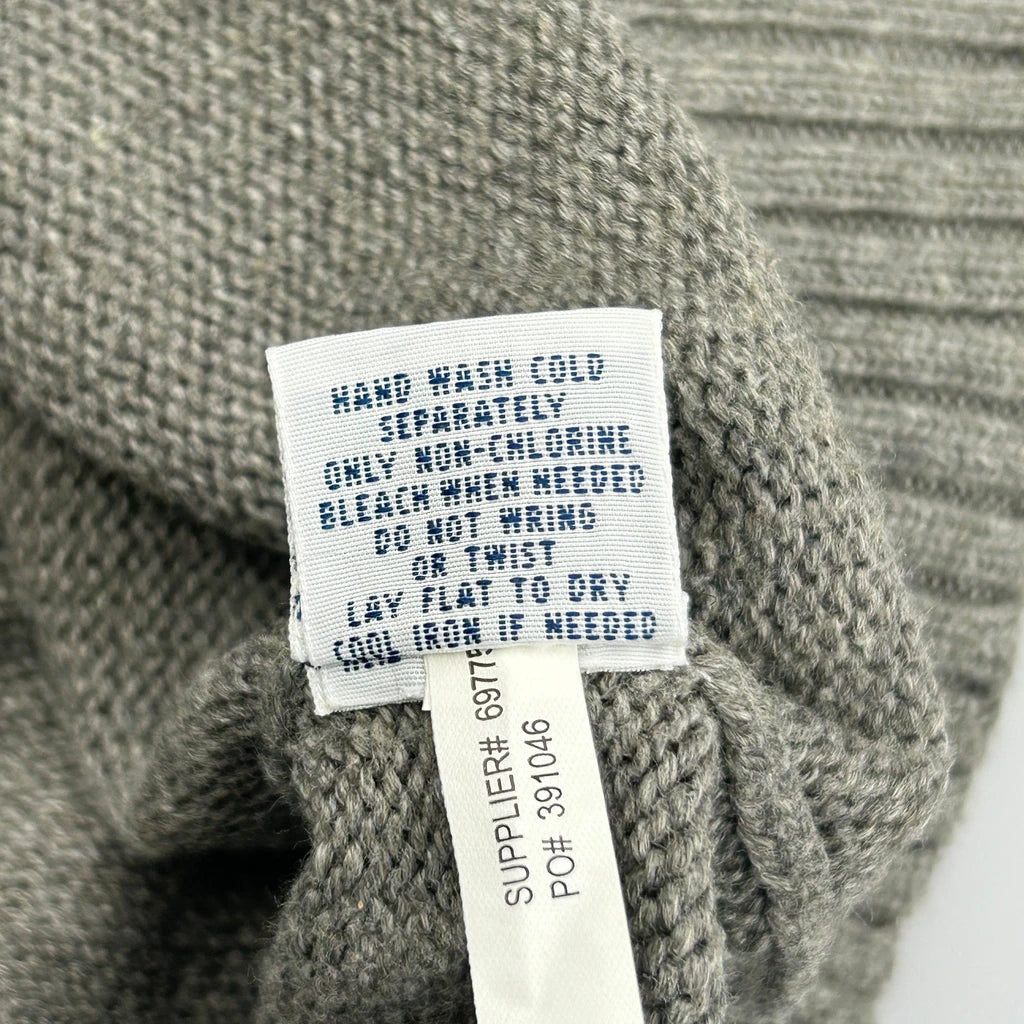 HAND WASH COLD
SEPARATELY
ONLY NON-CHLORINE
BLEACH WHEN NEEDED
DO NOT WRING
OR TWIST
LAY FLAT TO DRY
COOL IRON IF NEEDED
SUPPLIER#
PO# 391046